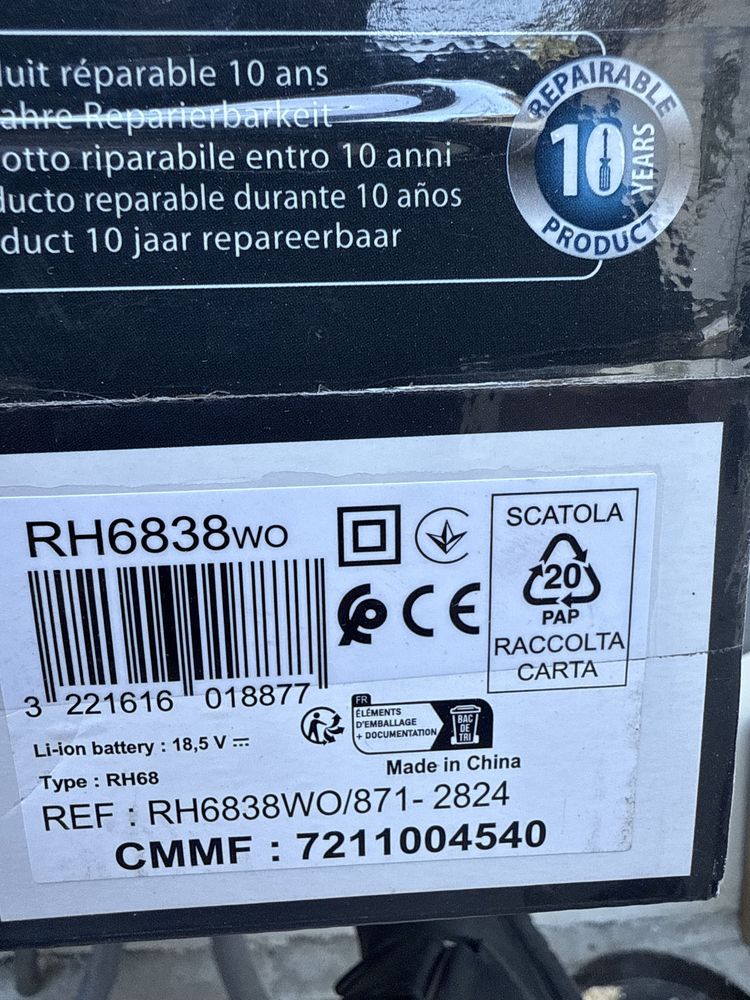 uit réparable 10 ans
ahre Reparierbarkeit
otto riparabile entro 10 anni
ducto reparable durante 10 años
duct 10 jaar repareerbaar
REPAIRABLE
10 YEARS
PRODUCT
RH6838WO
3 221616 018877
CE
SCATOLA
20
PAP
RACCOLTA
CARTA
FR
ÉLÉMENTS
D'EMBALLAGE
+ DOCUMENTATION
BAC
DE
TRI
Li-ion battery : 18,5 V
Made in China
Type : RH68
REF : RH6838WO/871- 2824
CMMF : 7211004540